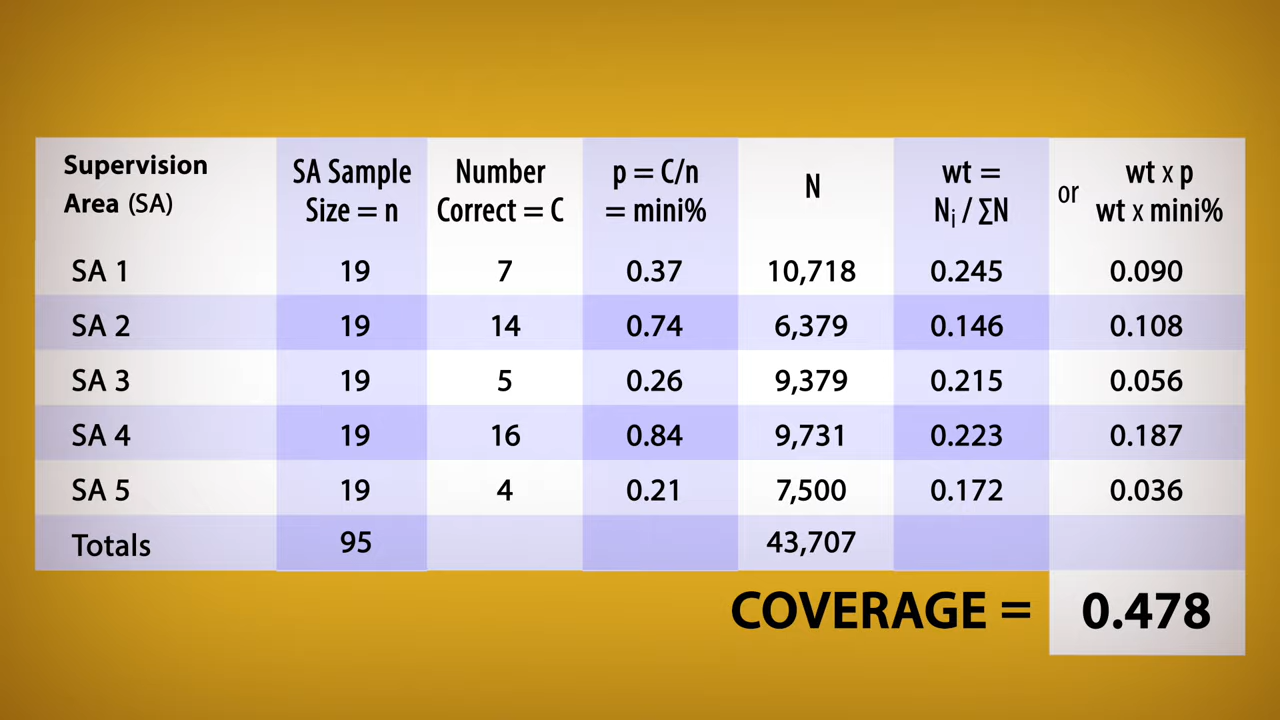 Supervision Area (SA) | SA Sample Size = n | Number Correct = C | p = C/n = mini% | N | wt = Nᵢ / ∑N | or wt x p wt x mini%
SA 1 | 19 | 7 | 0.37 | 10,718 | 0.245 | 0.090
SA 2 | 19 | 14 | 0.74 | 6,379 | 0.146 | 0.108
SA 3 | 19 | 5 | 0.26 | 9,379 | 0.215 | 0.056
SA 4 | 19 | 16 | 0.84 | 9,731 | 0.223 | 0.187
SA 5 | 19 | 4 | 0.21 | 7,500 | 0.172 | 0.036
Totals | 95 | 43,707
COVERAGE = 0.478